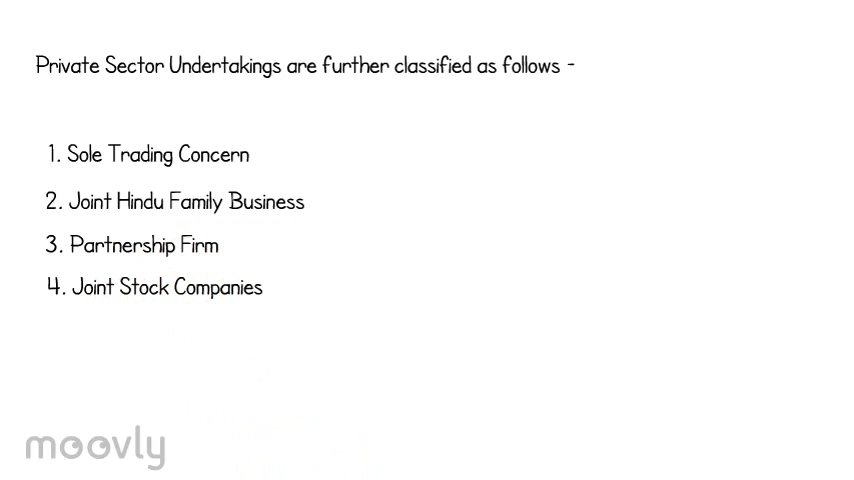 Private Sector Undertakings are further classified as follows -
1. Sole Trading Concern
2. Joint Hindu Family Business
3. Partnership Firm
4. Joint Stock Companies
moovly